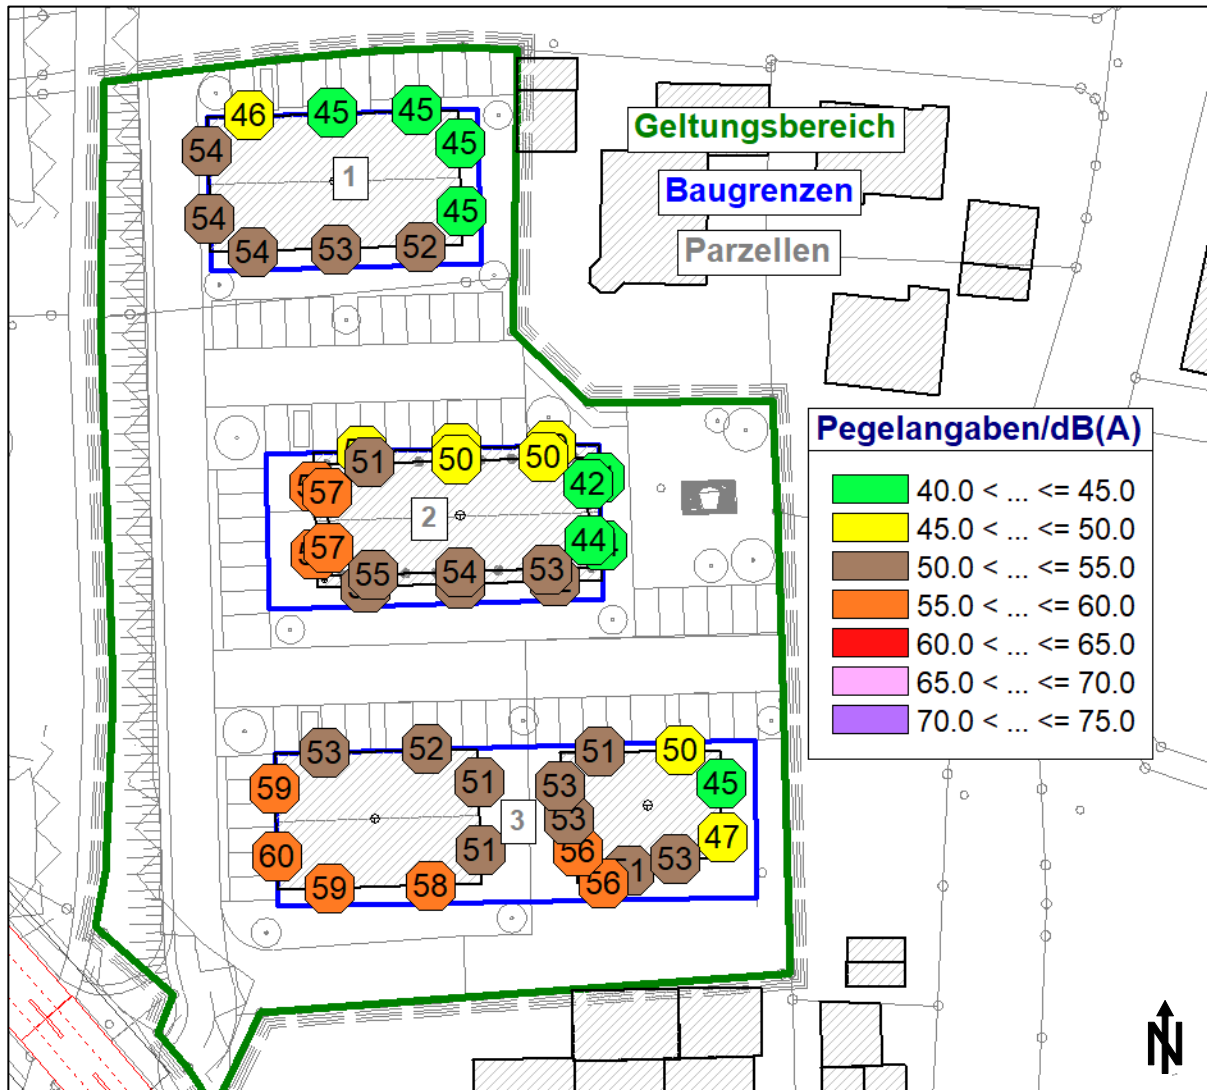 46 45 45
54 45
1
54 45
54 53 52
Geltungsbereich
Baugrenzen
Parzellen
51 50 50
57 42
2
57 44
55 54 53
Pegelangaben/dB(A)
40.0 < ... <= 45.0
45.0 < ... <= 50.0
50.0 < ... <= 55.0
55.0 < ... <= 60.0
60.0 < ... <= 65.0
65.0 < ... <= 70.0
70.0 < ... <= 75.0
53 52 51 50
59 51 53 45
3 53
47
60 51 56
51 53
59 58 56
N